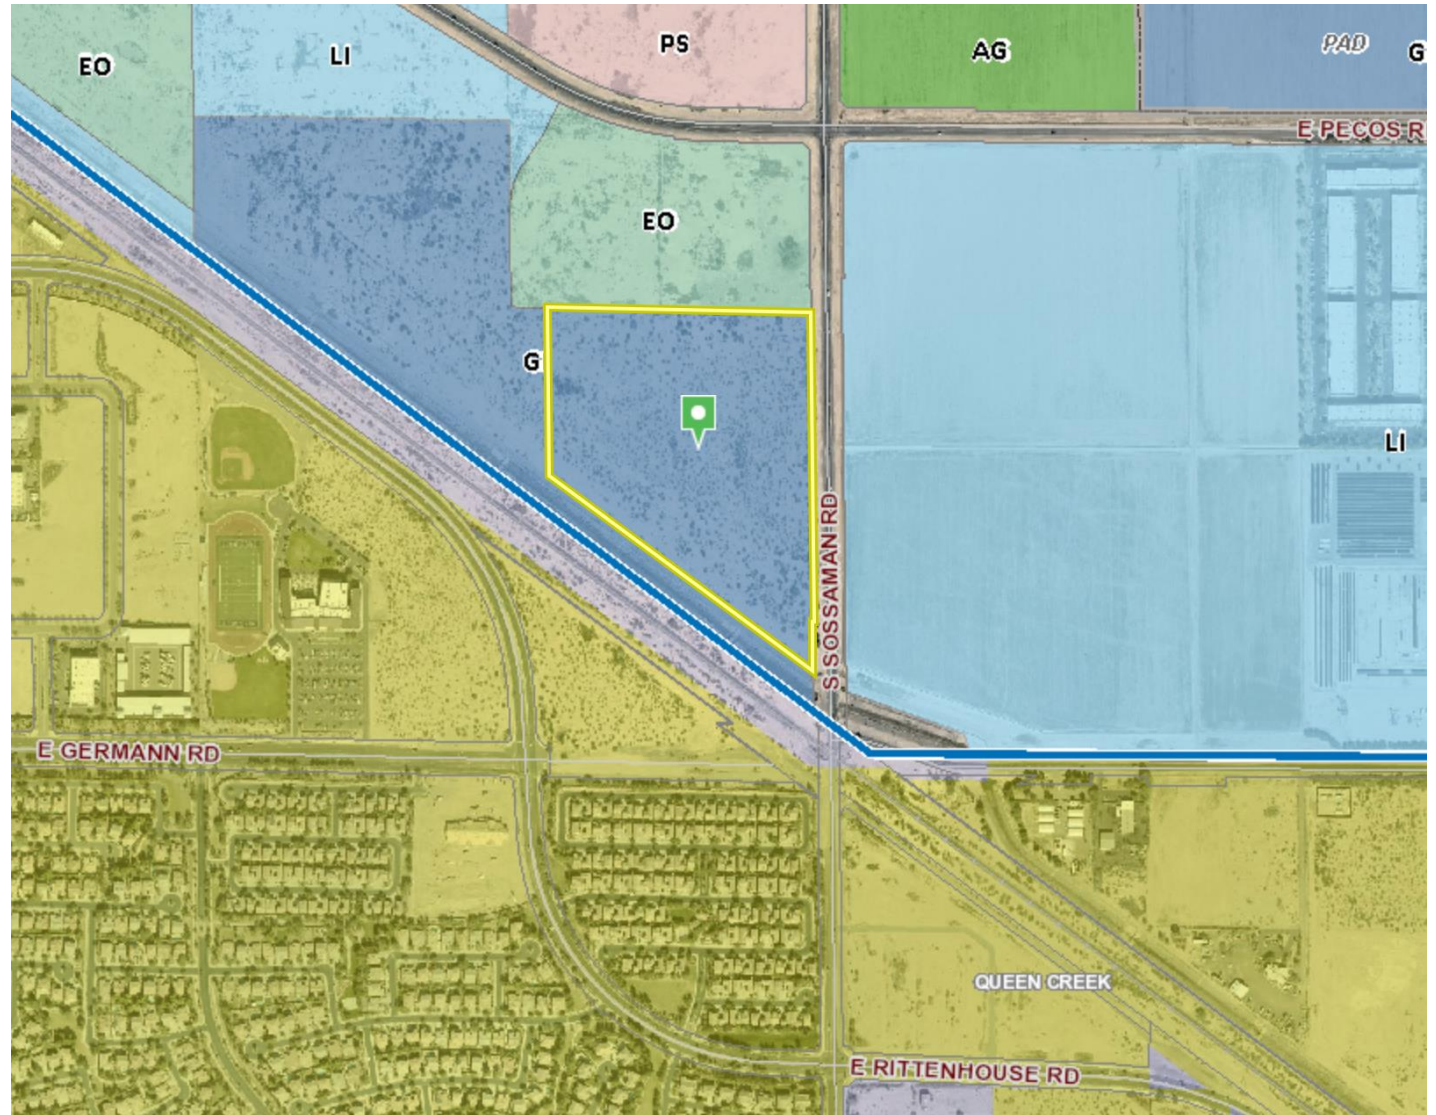 PS
PAD
AG
G
LI
EO
E PECOS R
EO
G
LI
S SOSSAMAN RD
E GERMANN RD
QUEEN CREEK
E RITTENHOUSE RD